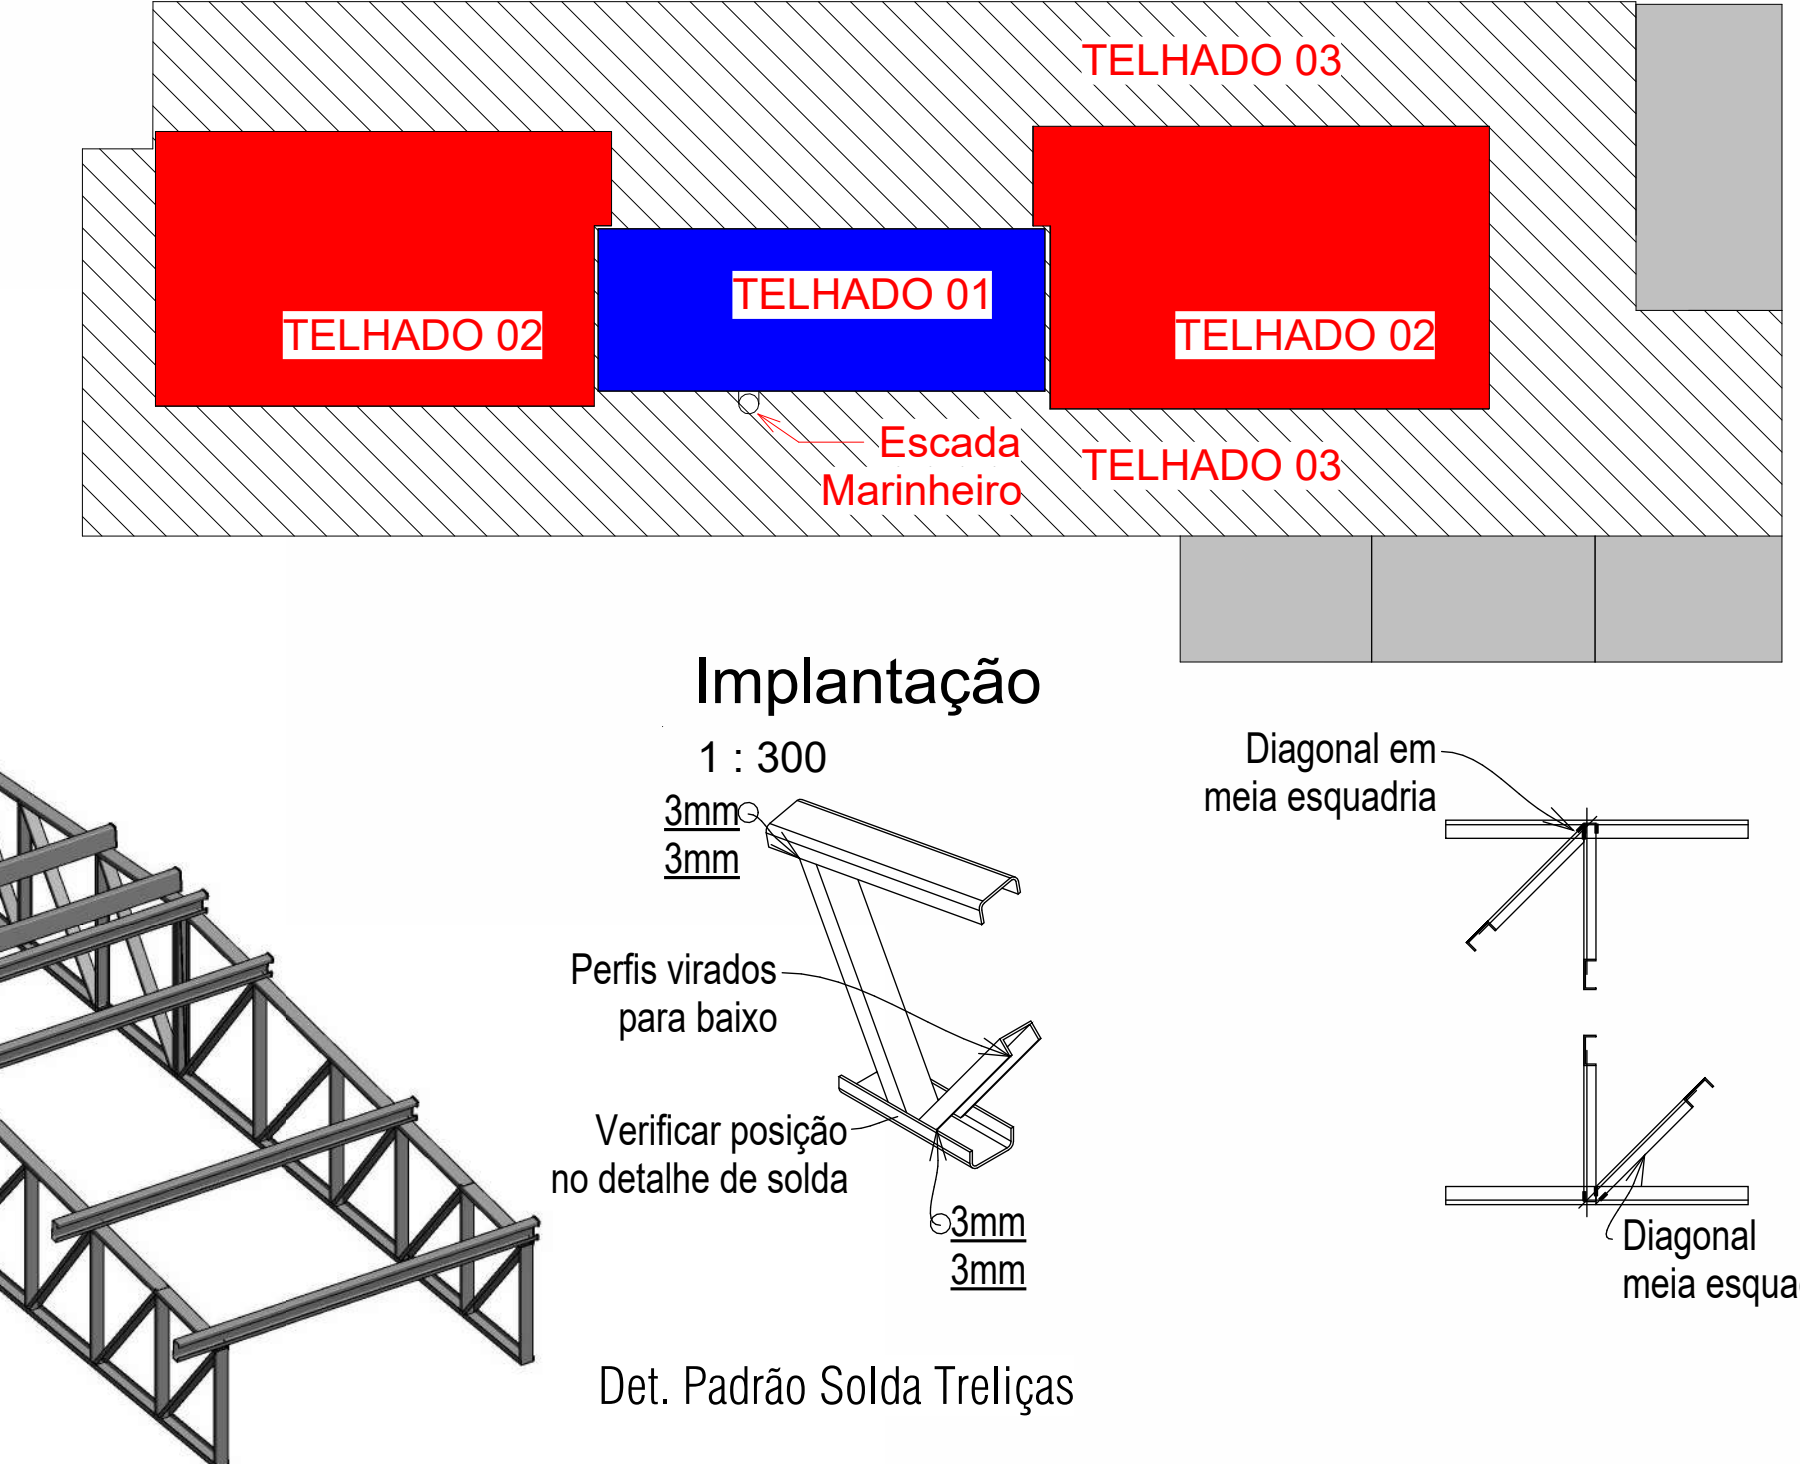 TELHADO 03
TELHADO 01
TELHADO 02
TELHADO 02
Escada
Marinheiro
TELHADO 03
Implantação
1 : 300
3mm
3mm
Perfis virados
para baixo
Verificar posição
no detalhe de solda
3mm
3mm
Det. Padrão Solda Treliças
Diagonal em
meia esquadria
Diagonal
meia esqua